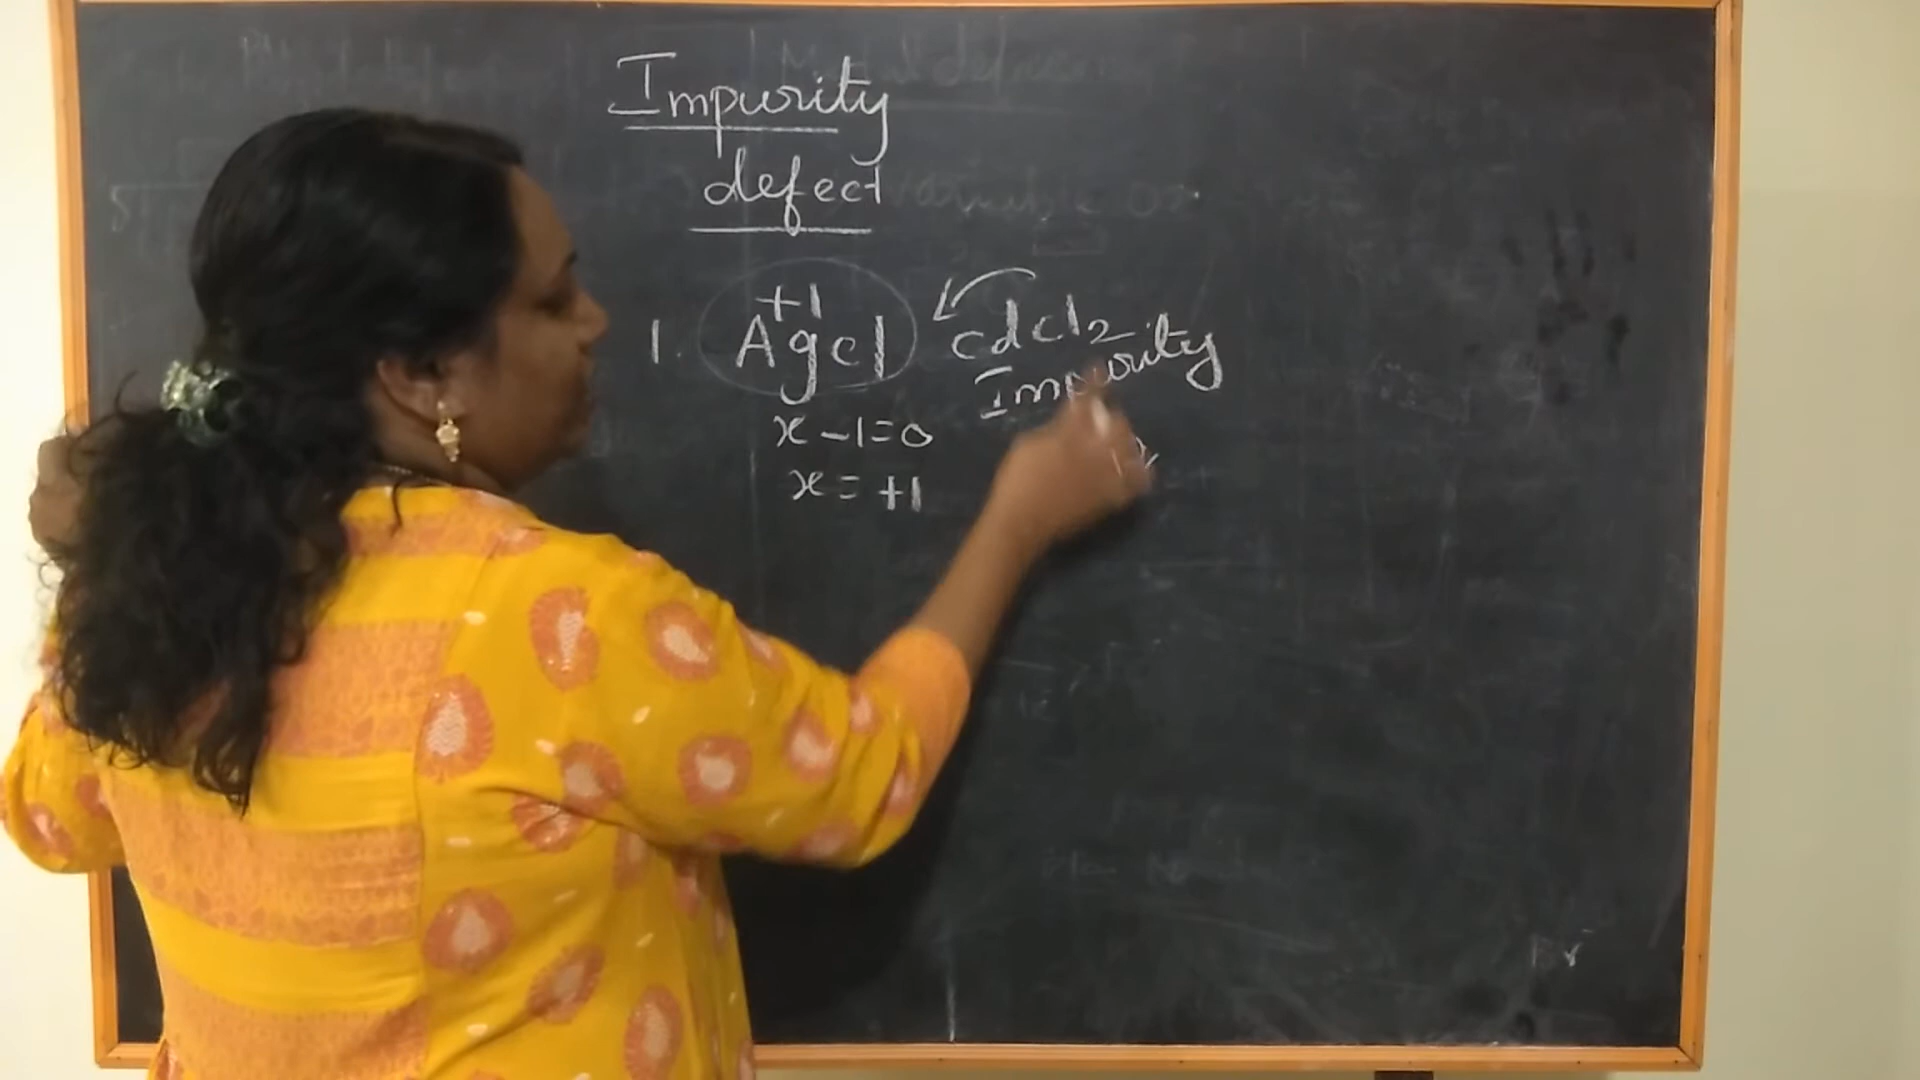 Impurity
defect
+1
1. Agcl cdcl2
Impurity
x - 1 = 0
x = +1